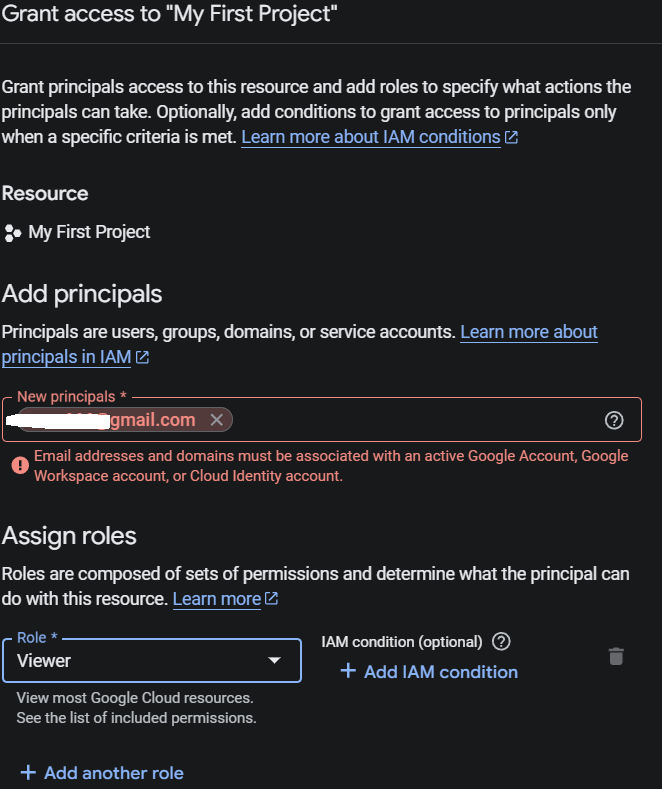 Grant access to "My First Project"
Grant principals access to this resource and add roles to specify what actions the
principals can take. Optionally, add conditions to grant access to principals only
when a specific criteria is met. Learn more about IAM conditions
Resource
My First Project
Add principals
Principals are users, groups, domains, or service accounts. Learn more about
principals in IAM
New principals *
@gmail.com
Email addresses and domains must be associated with an active Google Account, Google
Workspace account, or Cloud Identity account.
Assign roles
Roles are composed of sets of permissions and determine what the principal can
do with this resource. Learn more
Role *
Viewer
IAM condition (optional)
+ Add IAM condition
View most Google Cloud resources.
See the list of included permissions.
+ Add another role